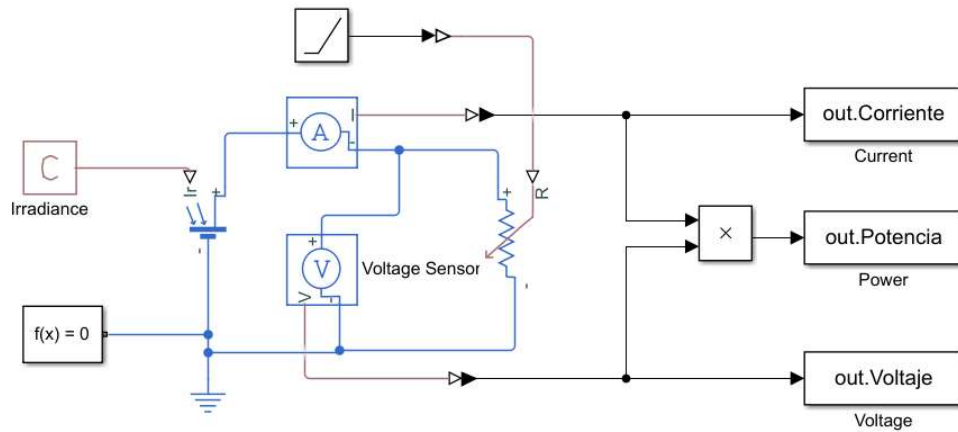 out.Corriente
Current
C
Irradiance
Ir
+
-
+
A
-
I
+
V
-
V
Voltage Sensor
+
R
-
×
out.Potencia
Power
f(x) = 0
out.Voltaje
Voltage